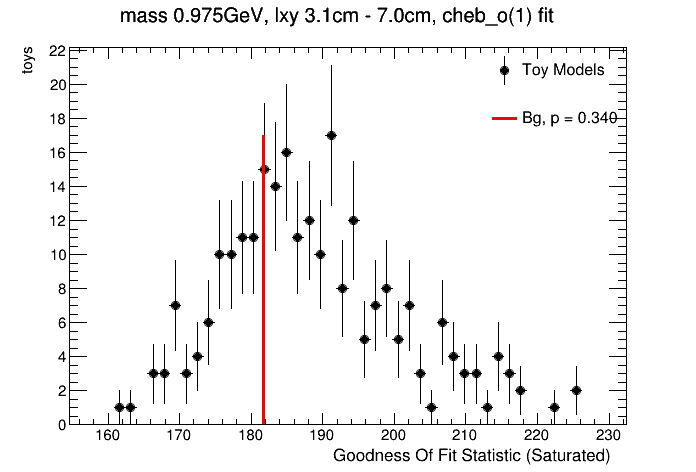 mass 0.975GeV, lxy 3.1cm - 7.0cm, cheb_o(1) fit
toys
22
20
18
16
14
12
10
8
6
4
2
0
Toy Models
Bg, p = 0.340
160 170 180 190 200 210 220 230
Goodness Of Fit Statistic (Saturated)